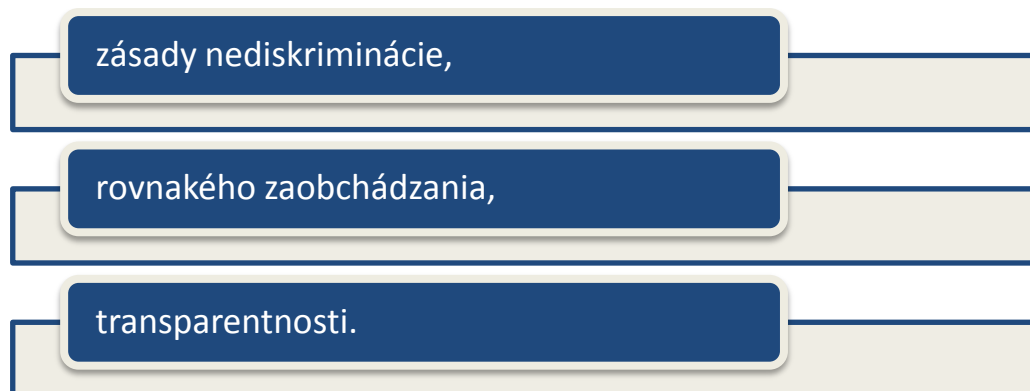 zásady nediskriminácie,
rovnakého zaobchádzania,
transparentnosti.